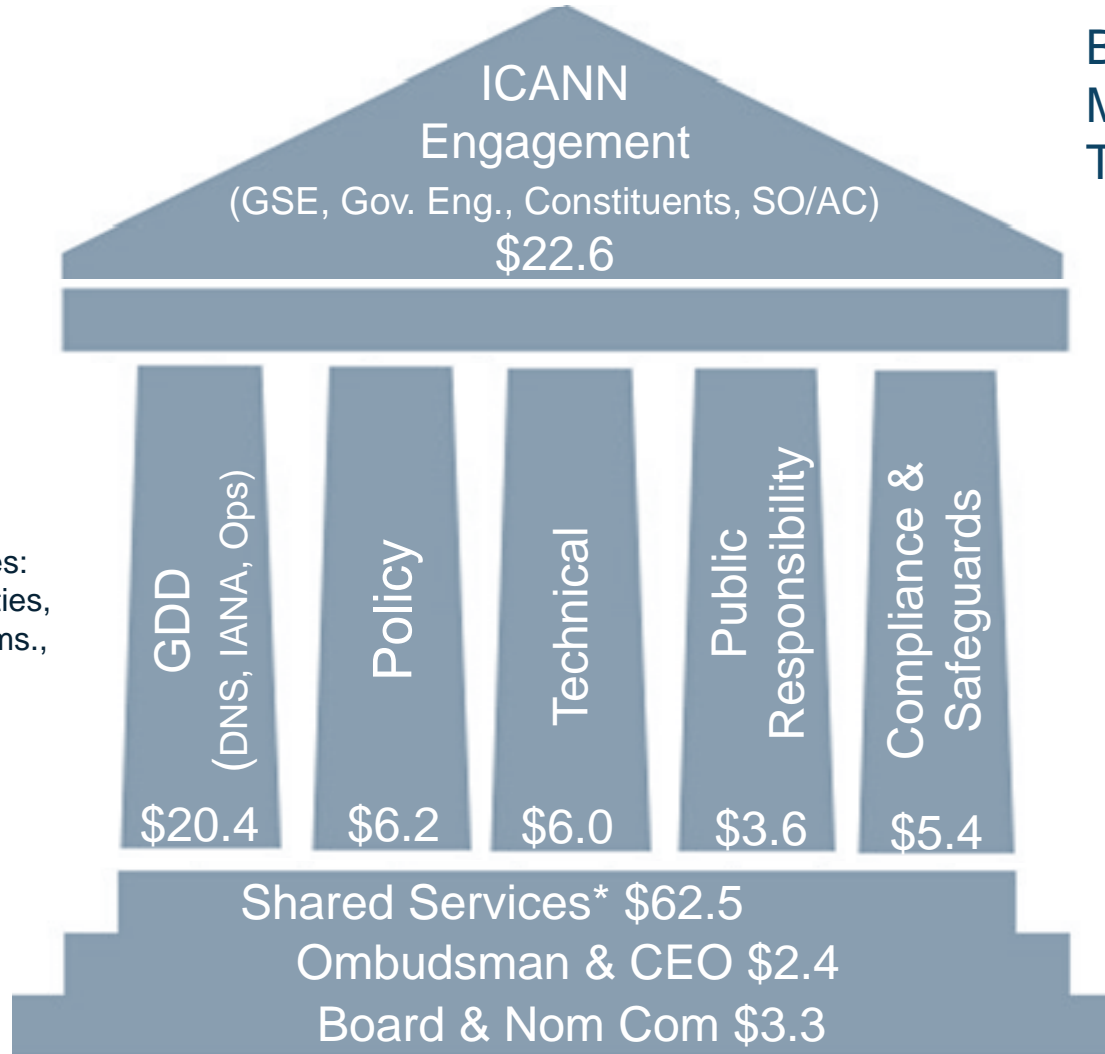 ICANN
Engagement
(GSE, Gov. Eng., Constituents, SO/AC)
$22.6
GDD
(DNS, IANA, Ops)
$20.4
Policy
$6.2
Technical
$6.0
Public
Responsibility
$3.6
Compliance &
Safeguards
$5.4
Shared Services* $62.5
Ombudsman & CEO $2.4
Board & Nom Com $3.3